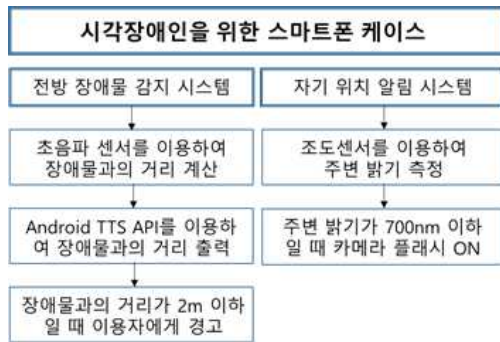 시각장애인을 위한 스마트폰 케이스
전방 장애물 감지 시스템
초음파 센서를 이용하여
장애물과의 거리 계산
Android TTS API를 이용하
여 장애물과의 거리 출력
장애물과의 거리가 2m 이하
일 때 이용자에게 경고
자기 위치 알림 시스템
조도센서를 이용하여
주변 밝기 측정
주변 밝기가 700nm 이하
일 때 카메라 플래시 ON